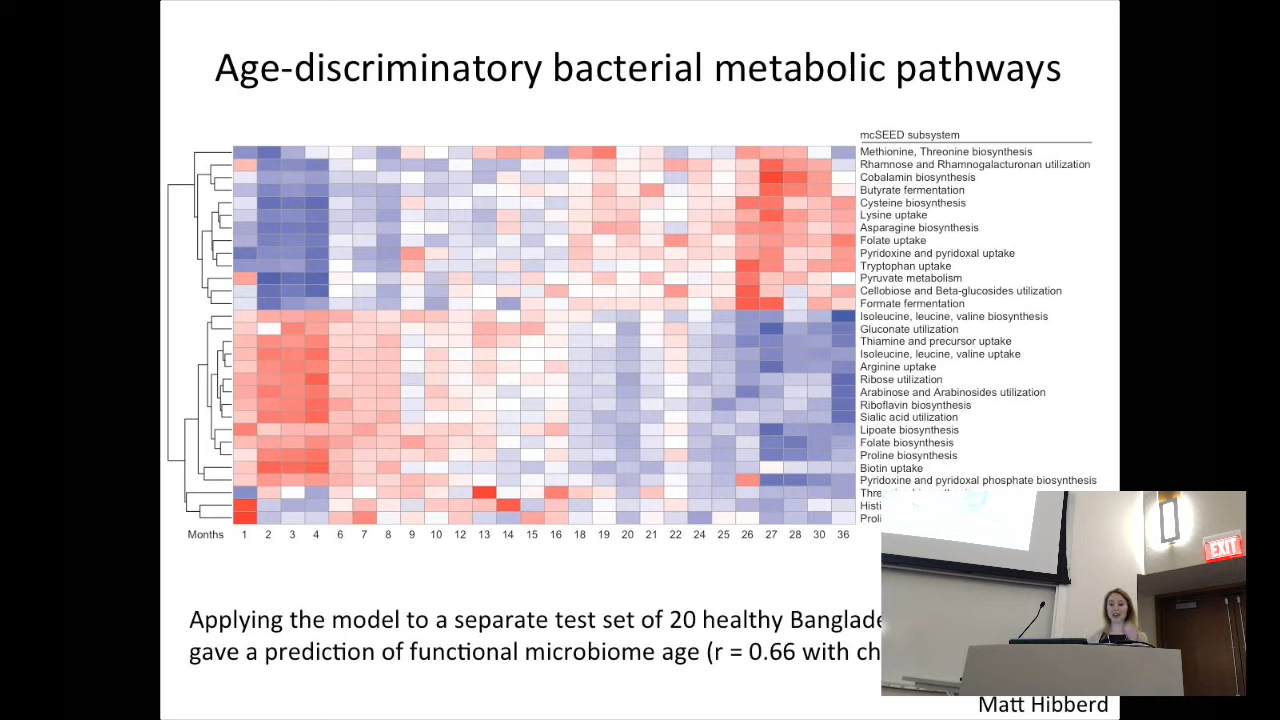 Age-discriminatory bacterial metabolic pathways
mcSEED subsystem
Methionine, Threonine biosynthesis
Rhamnose and Rhamnogalacturonan utilization
Cobalamin biosynthesis
Butyrate fermentation
Cysteine biosynthesis
Lysine uptake
Asparagine biosynthesis
Folate uptake
Pyridoxine and pyridoxal uptake
Tryptophan uptake
Pyruvate metabolism
Cellobiose and Beta-glucosides utilization
Formate fermentation
Isoleucine, leucine, valine biosynthesis
Gluconate utilization
Thiamine and precursor uptake
Isoleucine, leucine, valine uptake
Arginine uptake
Ribose utilization
Arabinose and Arabinosides utilization
Riboflavin biosynthesis
Sialic acid utilization
Lipoate biosynthesis
Folate biosynthesis
Proline biosynthesis
Biotin uptake
Pyridoxine and pyridoxal phosphate biosynthesis
Thre
Histi
Proli
Months 1 2 3 4 6 7 8 9 10 12 13 14 15 16 18 19 20 21 22 24 25 26 27 28 30 36
EXIT
Applying the model to a separate test set of 20 healthy Banglade
gave a prediction of functional microbiome age (r = 0.66 with ch
Matt Hibberd